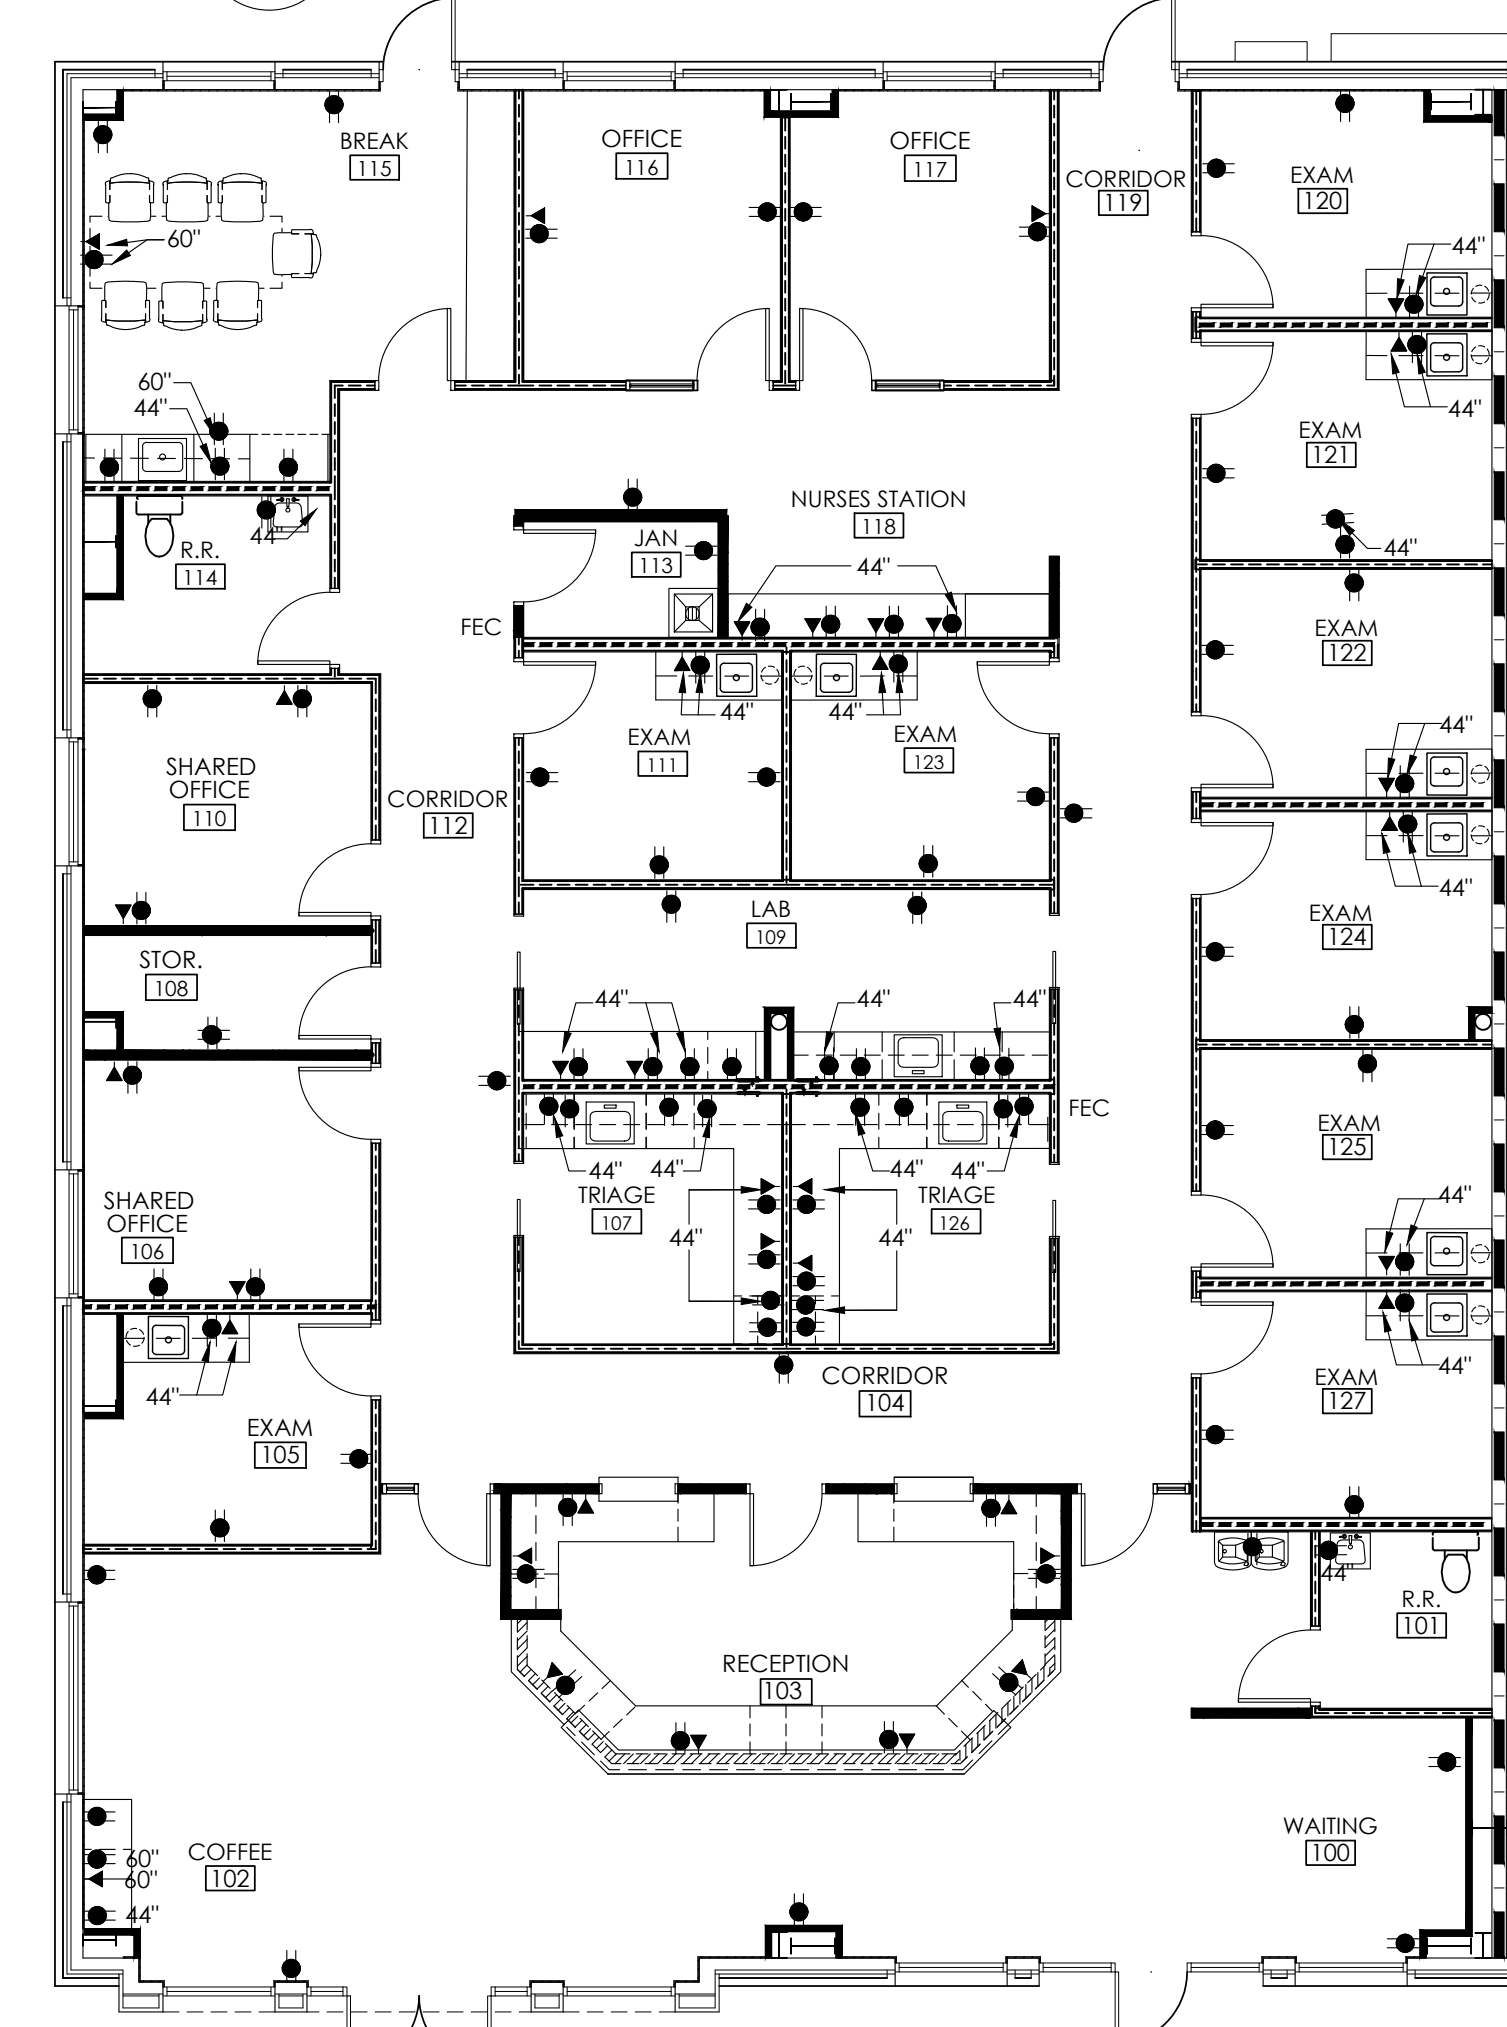 BREAK
115
OFFICE
116
OFFICE
117
CORRIDOR
119
EXAM
120
60"
44"
60"
44"
44"
EXAM
121
44"
NURSES STATION
118
JAN
113
44"
44
R.R.
114
FEC
EXAM
122
44"
44"
44"
EXAM
111
EXAM
123
SHARED
OFFICE
110
CORRIDOR
112
44"
EXAM
124
LAB
109
STOR.
108
44"
44"
44"
FEC
EXAM
125
44"
44"
44"
44"
44"
TRIAGE
107
TRIAGE
126
44"
44"
SHARED
OFFICE
106
44"
EXAM
127
CORRIDOR
104
44"
EXAM
105
44
R.R.
101
RECEPTION
103
WAITING
100
COFFEE
102
60"
60"
44"